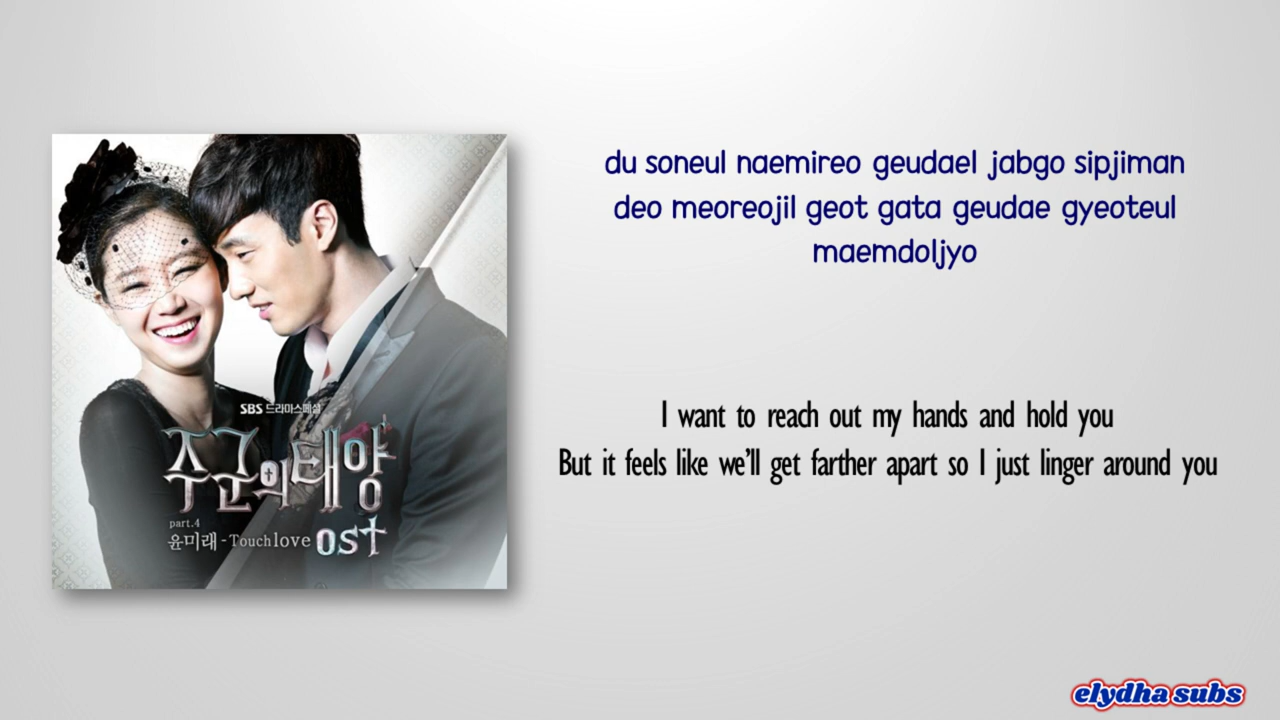 SBS 드라마스페셜
주군의태양
part.4
윤미래 - Touchlove ost
du soneul naemireo geudael jabgo sipjiman
deo meoreojil geot gata geudae gyeoteul
maemdoljyo
I want to reach out my hands and hold you
But it feels like we'll get farther apart so I just linger around you
elydha subs